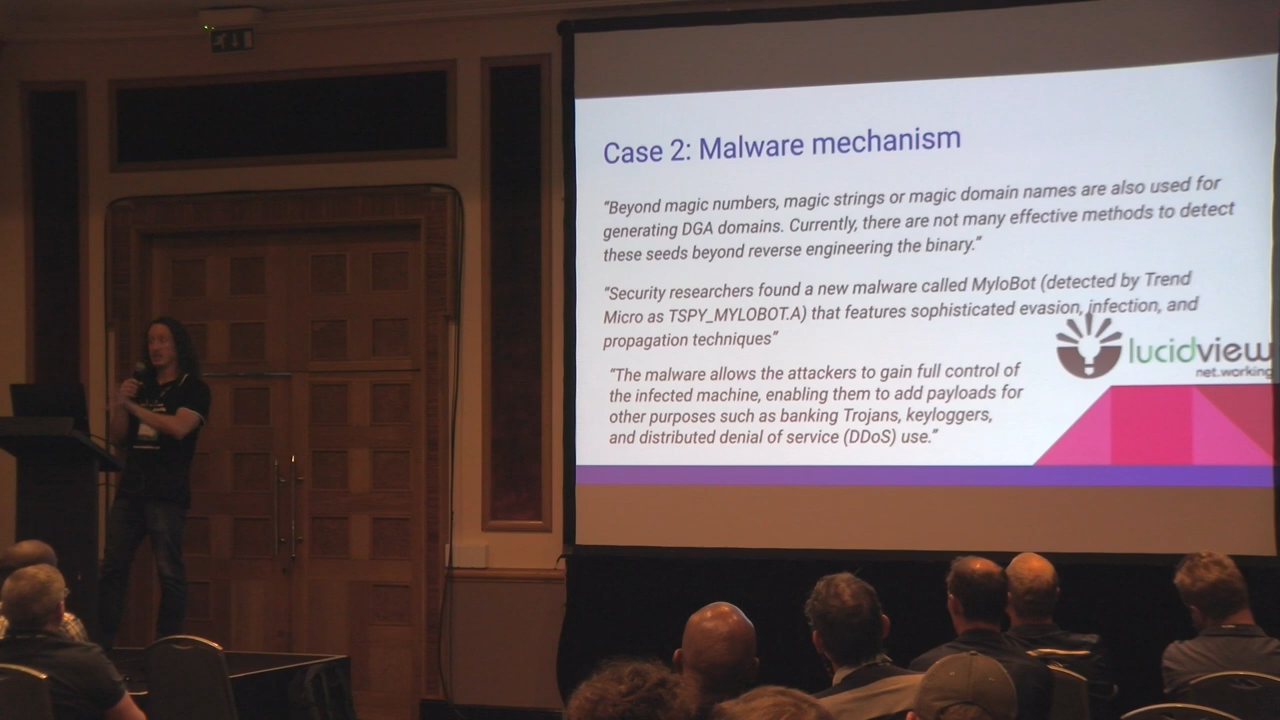 Case 2: Malware mechanism
“Beyond magic numbers, magic strings or magic domain names are also used for
generating DGA domains. Currently, there are not many effective methods to detect
these seeds beyond reverse engineering the binary.”
“Security researchers found a new malware called MyloBot (detected by Trend
Micro as TSPY_MYLOBOT.A) that features sophisticated evasion, infection, and
propagation techniques”
“The malware allows the attackers to gain full control of
the infected machine, enabling them to add payloads for
other purposes such as banking Trojans, keyloggers,
and distributed denial of service (DDoS) use.”
lucidview
net.working